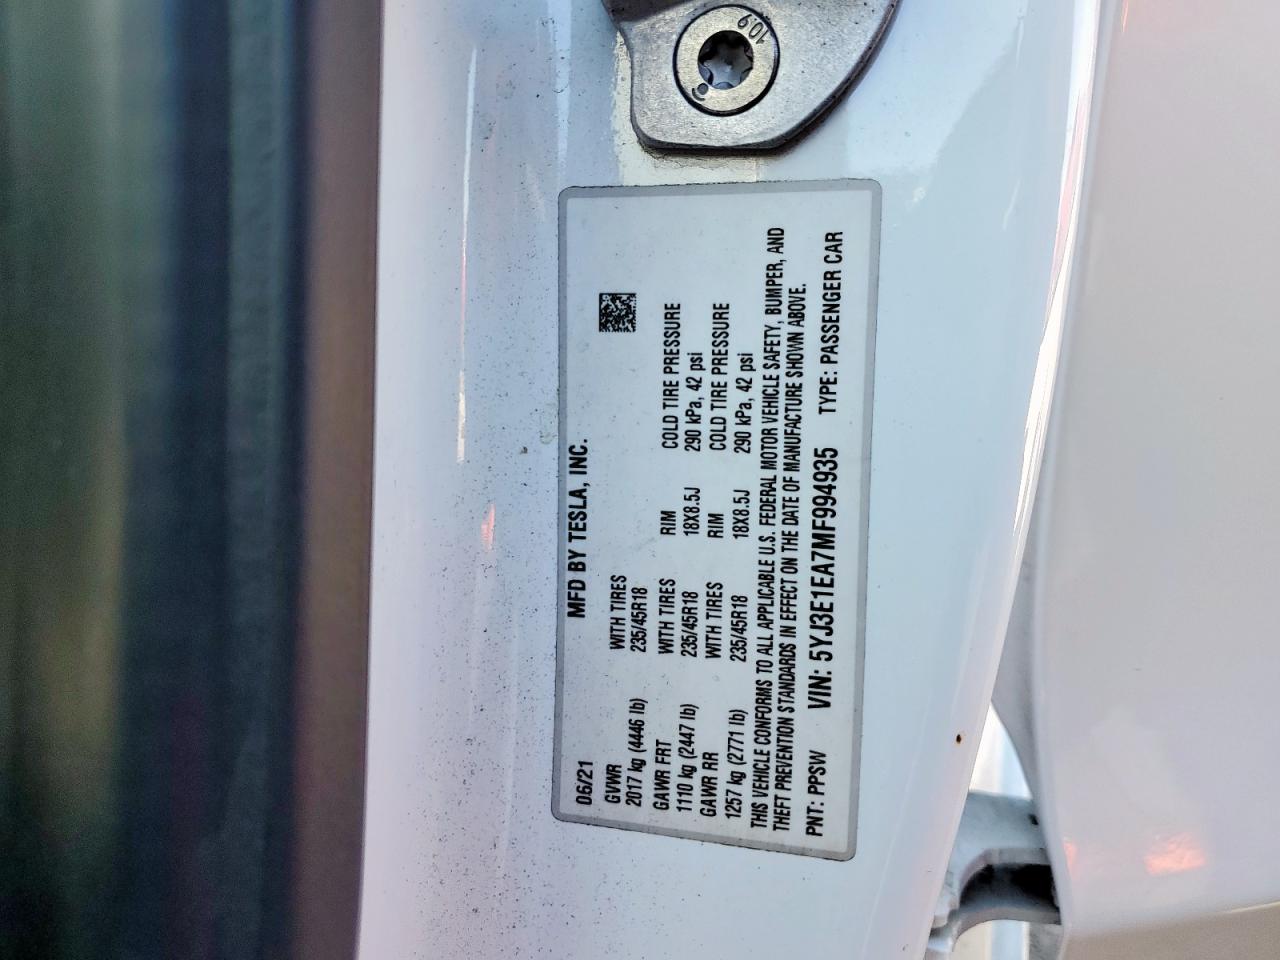 10.9
06/21 MFD BY TESLA, INC.
GVWR WITH TIRES
2017 kg (4446 lb) 235/45R18
GAWR FRT WITH TIRES RIM COLD TIRE PRESSURE
1110 kg (2447 lb) 235/45R18 18X8.5J 290 kPa, 42 psi
GAWR RR WITH TIRES RIM COLD TIRE PRESSURE
1257 kg (2771 lb) 235/45R18 18X8.5J 290 kPa, 42 psi
THIS VEHICLE CONFORMS TO ALL APPLICABLE U.S. FEDERAL MOTOR VEHICLE SAFETY, BUMPER, AND
THEFT PREVENTION STANDARDS IN EFFECT ON THE DATE OF MANUFACTURE SHOWN ABOVE.
PNT: PPSW VIN: 5YJ3E1EA7MF994935 TYPE: PASSENGER CAR